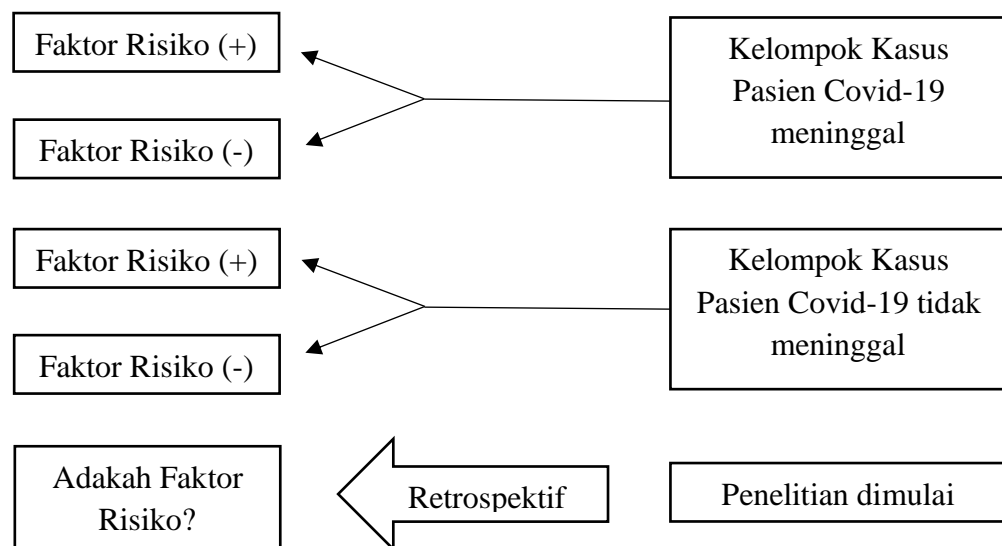 Faktor Risiko (+)
Faktor Risiko (-)
Kelompok Kasus
Pasien Covid-19
meninggal
Faktor Risiko (+)
Faktor Risiko (-)
Kelompok Kasus
Pasien Covid-19 tidak
meninggal
Adakah Faktor
Risiko?
Retrospektif
Penelitian dimulai